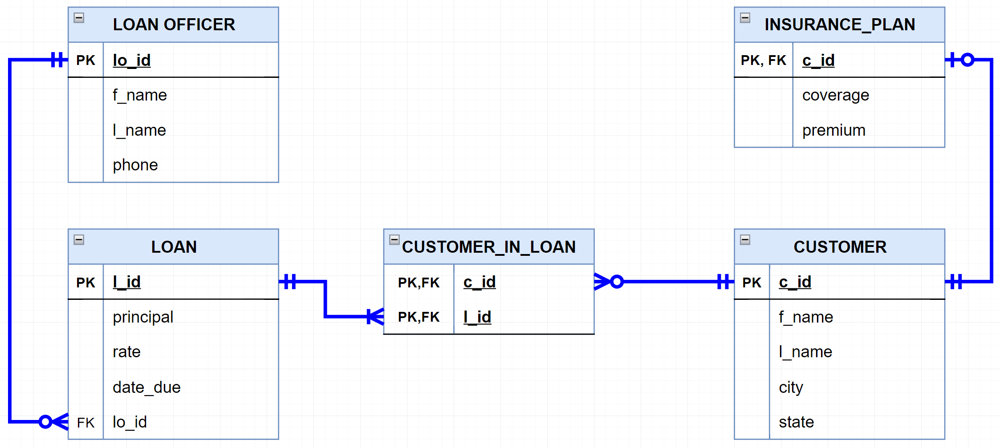 LOAN OFFICER
PK lo_id
f_name
l_name
phone
INSURANCE_PLAN
PK, FK c_id
coverage
premium
LOAN
PK l_id
principal
rate
date_due
FK lo_id
CUSTOMER_IN_LOAN
PK,FK c_id
PK,FK l_id
CUSTOMER
PK c_id
f_name
l_name
city
state